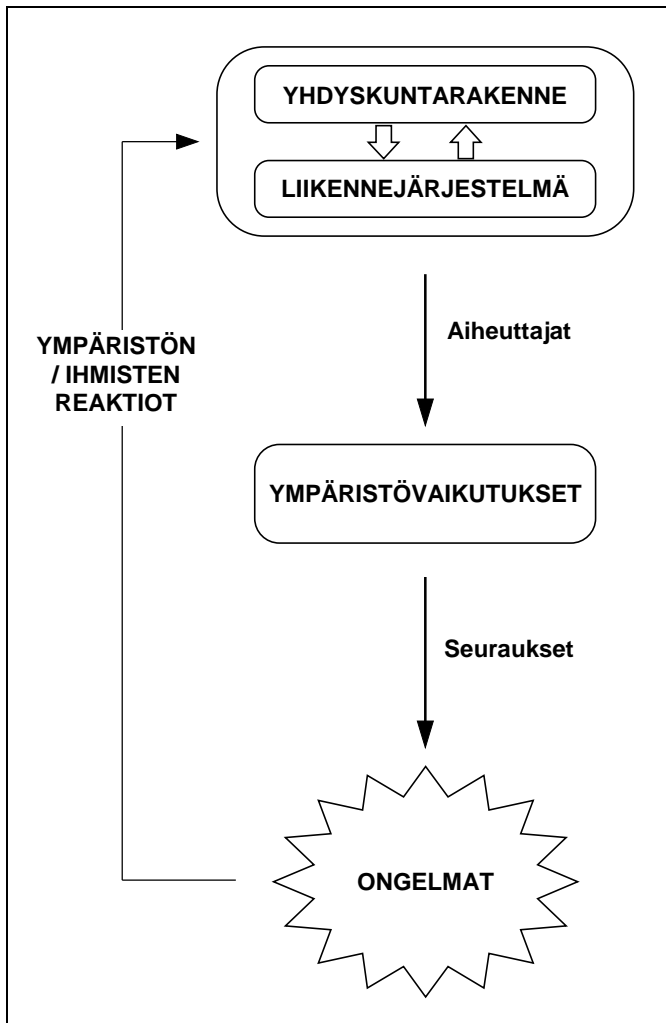 YHDYSKUNTARAKENNE
LIIKENNEJÄRJESTELMÄ
Aiheuttajat
YMPÄRISTÖN
/ IHMISTEN
REAKTIOT
YMPÄRISTÖVAIKUTUKSET
Seuraukset
ONGELMAT